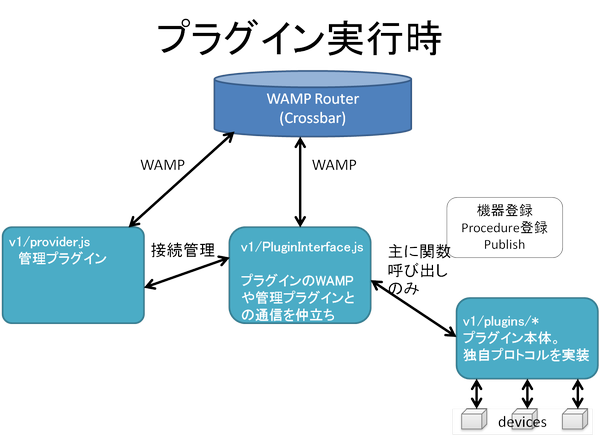 プラグイン実行時
WAMP Router
(Crossbar)
WAMP
WAMP
機器登録
Procedure登録
Publish
v1/provider.js
管理プラグイン
接続管理
v1/PluginInterface.js
プラグインのWAMP
や管理プラグインと
の通信を仲立ち
主に関数
呼び出し
のみ
v1/plugins/*
プラグイン本体。
独自プロトコルを実装
devices